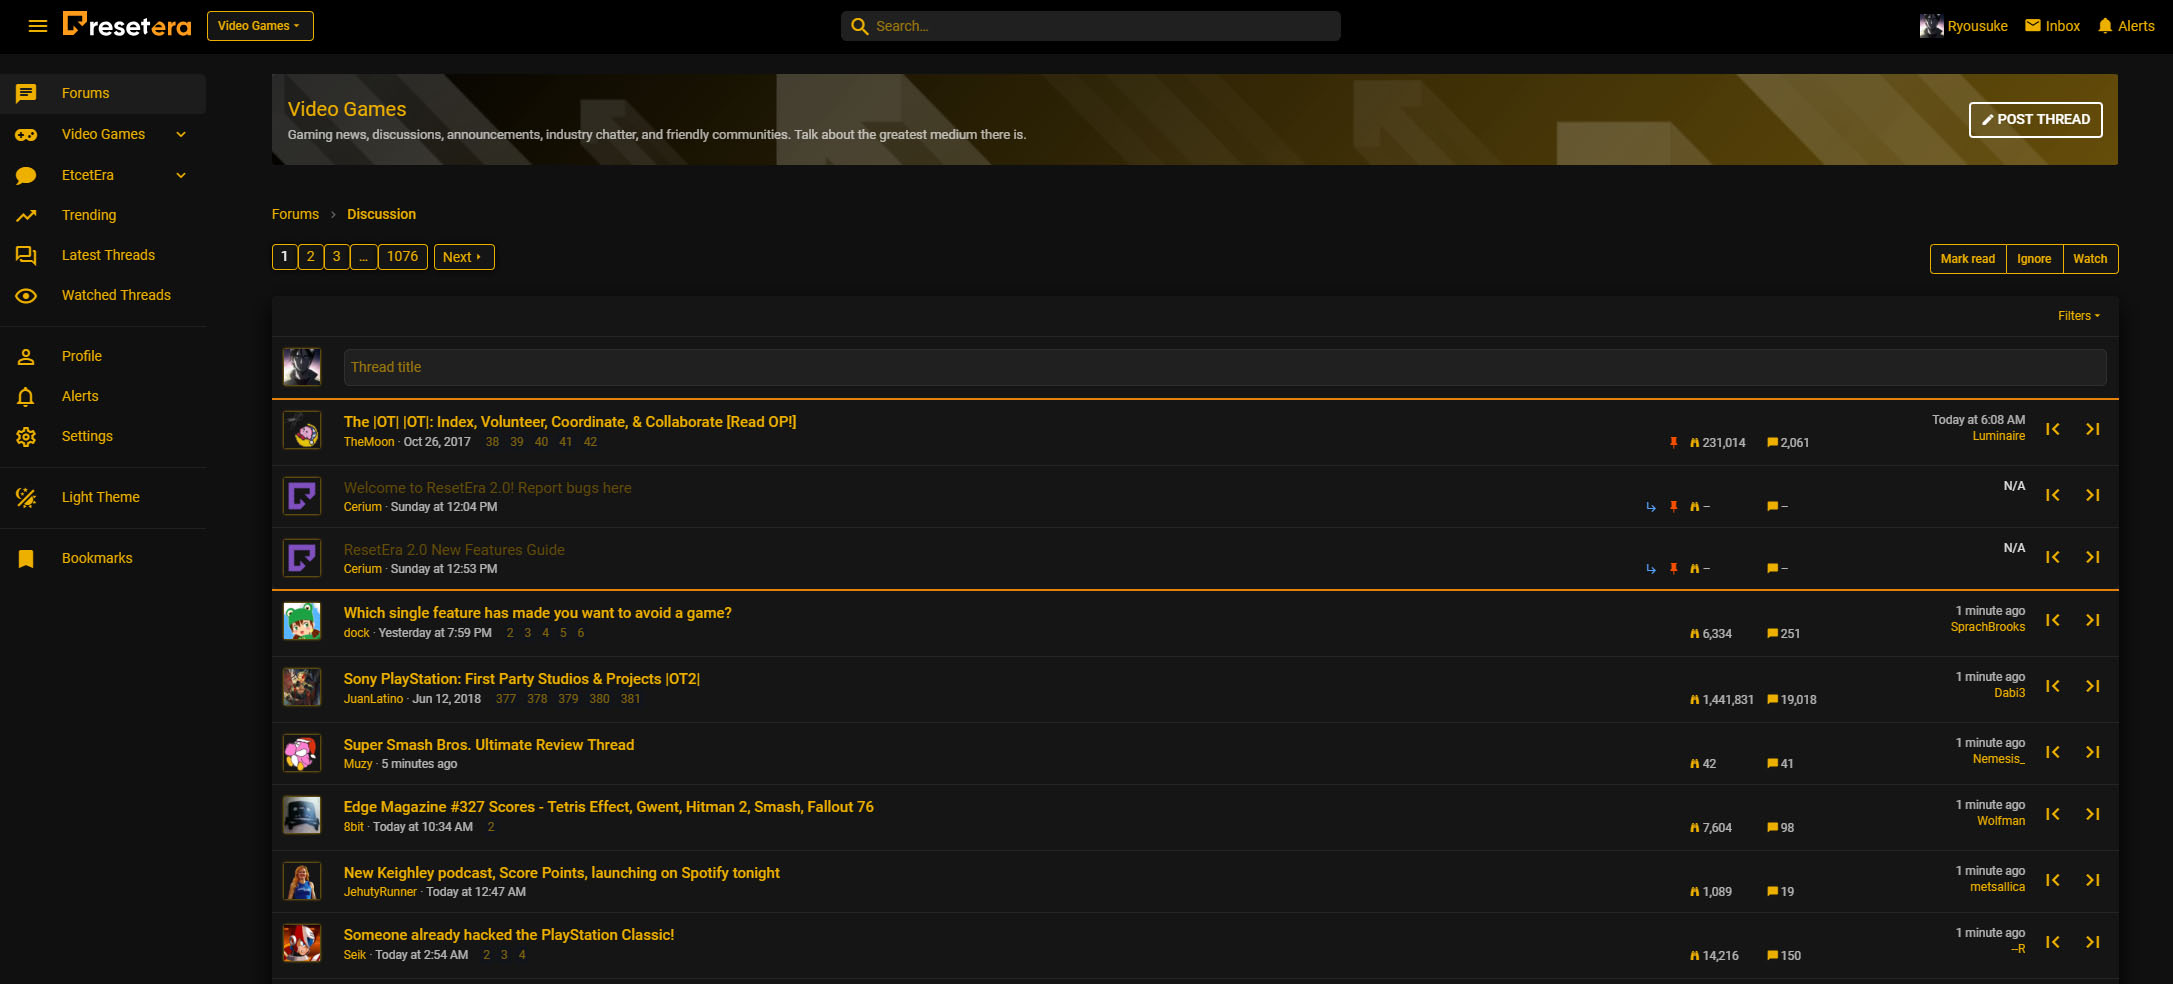 resetera
Video Games
Search...
Ryousuke
Inbox
Alerts
Forums
Video Games
EtcetEra
Trending
Latest Threads
Watched Threads
Profile
Alerts
Settings
Light Theme
Bookmarks
Video Games
Gaming news, discussions, announcements, industry chatter, and friendly communities. Talk about the greatest medium there is.
POST THREAD
Forums > Discussion
1 2 3 ... 1076 Next
Mark read Ignore Watch
Filters
Thread title
The |OT| |OT|: Index, Volunteer, Coordinate, & Collaborate [Read OP!]
TheMoon · Oct 26, 2017 38 39 40 41 42
231,014 2,061
Today at 6:08 AM
Luminaire
Welcome to ResetEra 2.0! Report bugs here
Cerium · Sunday at 12:04 PM
– –
N/A
ResetEra 2.0 New Features Guide
Cerium · Sunday at 12:53 PM
– –
N/A
Which single feature has made you want to avoid a game?
dock · Yesterday at 7:59 PM 2 3 4 5 6
6,334 251
1 minute ago
SprachBrooks
Sony PlayStation: First Party Studios & Projects |OT2|
JuanLatino · Jun 12, 2018 377 378 379 380 381
1,441,831 19,018
1 minute ago
Dabi3
Super Smash Bros. Ultimate Review Thread
Muzy · 5 minutes ago
42 41
1 minute ago
Nemesis_
Edge Magazine #327 Scores - Tetris Effect, Gwent, Hitman 2, Smash, Fallout 76
8bit · Today at 10:34 AM 2
7,604 98
1 minute ago
Wolfman
New Keighley podcast, Score Points, launching on Spotify tonight
JehutyRunner · Today at 12:47 AM
1,089 19
1 minute ago
metsallica
Someone already hacked the PlayStation Classic!
Seik · Today at 2:54 AM 2 3 4
14,216 150
1 minute ago
--R